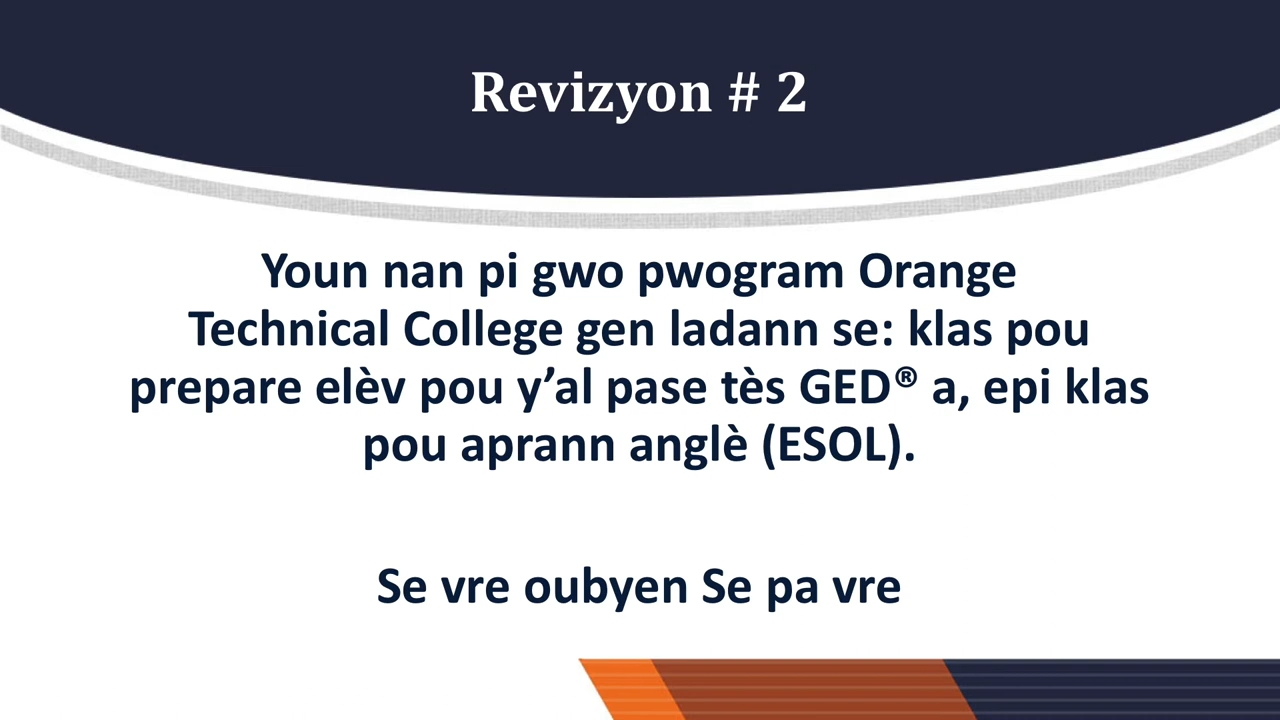 Revizyon # 2
Youn nan pi gwo pwogram Orange
Technical College gen ladann se: klas pou
prepare elèv pou y’al pase tès GED® a, epi klas
pou aprann anglè (ESOL).
Se vre oubyen Se pa vre